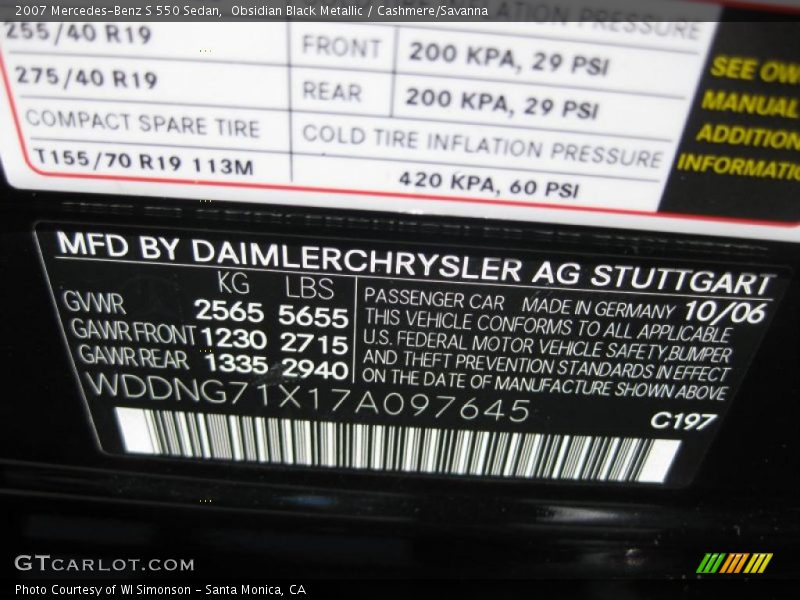 2007 Mercedes-Benz S 550 Sedan, Obsidian Black Metallic / Cashmere/Savanna
INFLATION PRESSURE
255/40 R19 FRONT 200 KPA, 29 PSI
275/40 R19 REAR 200 KPA, 29 PSI
COMPACT SPARE TIRE COLD TIRE INFLATION PRESSURE
T155/70 R19 113M 420 KPA, 60 PSI
SEE OW
MANUAL
ADDITION
INFORMATIO
MFD BY DAIMLERCHRYSLER AG STUTTGART
KG LBS
GVWR 2565 5655
GAWR FRONT 1230 2715
GAWR REAR 1335 2940
PASSENGER CAR MADE IN GERMANY 10/06
THIS VEHICLE CONFORMS TO ALL APPLICABLE
U.S. FEDERAL MOTOR VEHICLE SAFETY, BUMPER
AND THEFT PREVENTION STANDARDS IN EFFECT
ON THE DATE OF MANUFACTURE SHOWN ABOVE
WDDNG71X17A097645
C197
GTCARLOT.COM
Photo Courtesy of WI Simonson - Santa Monica, CA